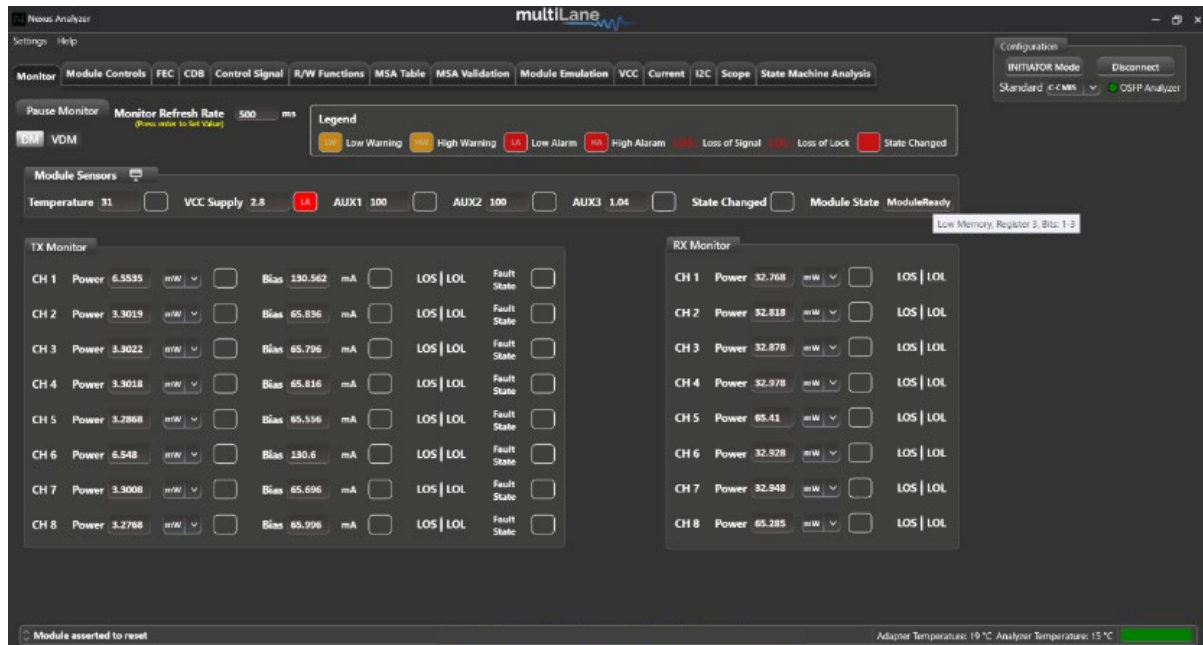 Nexus Analyzer
multiLane
Settings Help
Configuration
INITIATOR Mode Disconnect
Standard C-CMIS OSFP Analyzer
Monitor Module Controls FEC CDB Control Signal R/W Functions MSA Table MSA Validation Module Emulation VCC Current I2C Scope State Machine Analysis
Pause Monitor Monitor Refresh Rate 500 ms
(Press enter to Set Value)
DM VDM
Legend
LW Low Warning HW High Warning LA Low Alarm HA High Alaram LOS Loss of Signal LOL Loss of Lock State Changed
Module Sensors
Temperature 31 VCC Supply 2.8 LA AUX1 100 AUX2 100 AUX3 1.04 State Changed Module State ModuleReady
Low Memory, Register 3, Bits: 1-3
TX Monitor
CH 1 Power 6.5535 mW Bias 130.562 mA LOS | LOL Fault State
CH 2 Power 3.3019 mW Bias 65.836 mA LOS | LOL Fault State
CH 3 Power 3.3022 mW Bias 65.796 mA LOS | LOL Fault State
CH 4 Power 3.3018 mW Bias 65.816 mA LOS | LOL Fault State
CH 5 Power 3.2868 mW Bias 65.556 mA LOS | LOL Fault State
CH 6 Power 6.548 mW Bias 130.6 mA LOS | LOL Fault State
CH 7 Power 3.3008 mW Bias 65.696 mA LOS | LOL Fault State
CH 8 Power 3.2768 mW Bias 65.996 mA LOS | LOL Fault State
RX Monitor
CH 1 Power 32.768 mW LOS | LOL
CH 2 Power 32.818 mW LOS | LOL
CH 3 Power 32.878 mW LOS | LOL
CH 4 Power 32.978 mW LOS | LOL
CH 5 Power 65.41 mW LOS | LOL
CH 6 Power 32.928 mW LOS | LOL
CH 7 Power 32.948 mW LOS | LOL
CH 8 Power 65.285 mW LOS | LOL
Module asserted to reset
Adapter Temperature: 19 °C Analyzer Temperature: 15 °C